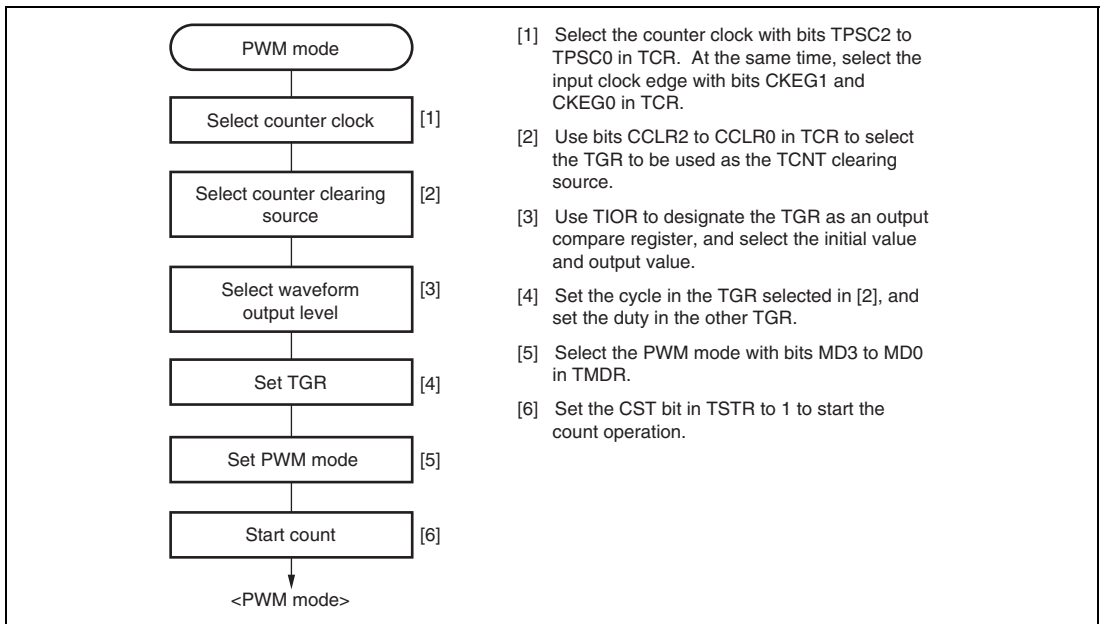 PWM mode
Select counter clock
[1]
Select counter clearing
source
[2]
Select waveform
output level
[3]
Set TGR
[4]
Set PWM mode
[5]
Start count
[6]
<PWM mode>
[1] Select the counter clock with bits TPSC2 to
TPSC0 in TCR. At the same time, select the
input clock edge with bits CKEG1 and
CKEG0 in TCR.
[2] Use bits CCLR2 to CCLR0 in TCR to select
the TGR to be used as the TCNT clearing
source.
[3] Use TIOR to designate the TGR as an output
compare register, and select the initial value
and output value.
[4] Set the cycle in the TGR selected in [2], and
set the duty in the other TGR.
[5] Select the PWM mode with bits MD3 to MD0
in TMDR.
[6] Set the CST bit in TSTR to 1 to start the
count operation.